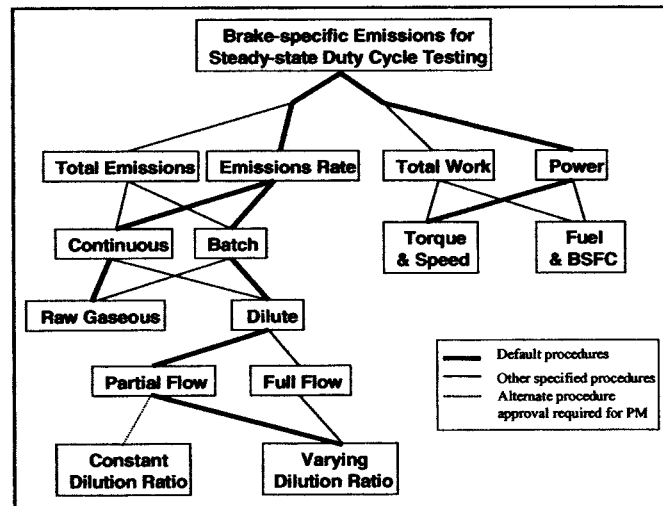 Brake-specific Emissions for
Steady-state Duty Cycle Testing
Total Emissions
Emissions Rate
Total Work
Power
Continuous
Batch
Torque
& Speed
Fuel
& BSFC
Raw Gaseous
Dilute
Partial Flow
Full Flow
Constant
Dilution Ratio
Varying
Dilution Ratio
Default procedures
Other specified procedures
Alternate procedure
approval required for PM